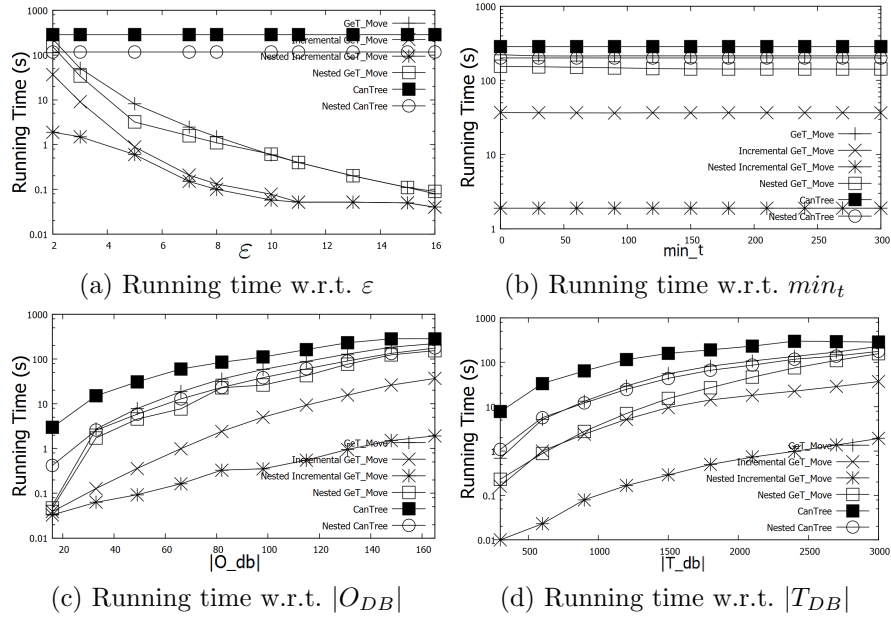 1000
100
10
1
0.1
0.01
Running Time (s)
2
4
6
8
10
12
14
16
ε
GeT_Move
Incremental GeT_Move
Nested Incremental GeT_Move
Nested GeT_Move
CanTree
Nested CanTree
(a) Running time w.r.t. ε
1000
100
10
1
Running Time (s)
0
50
100
150
200
250
300
min_t
GeT_Move
Incremental GeT_Move
Nested Incremental GeT_Move
Nested GeT_Move
CanTree
Nested CanTree
(b) Running time w.r.t. min_t
1000
100
10
1
0.1
0.01
Running Time (s)
20
40
60
80
100
120
140
160
|O_db|
GeT_Move
Incremental GeT_Move
Nested Incremental GeT_Move
Nested GeT_Move
CanTree
Nested CanTree
(c) Running time w.r.t. |O_DB|
1000
100
10
1
0.1
0.01
Running Time (s)
500
1000
1500
2000
2500
3000
|T_db|
GeT_Move
Incremental GeT_Move
Nested Incremental GeT_Move
Nested GeT_Move
CanTree
Nested CanTree
(d) Running time w.r.t. |T_DB|